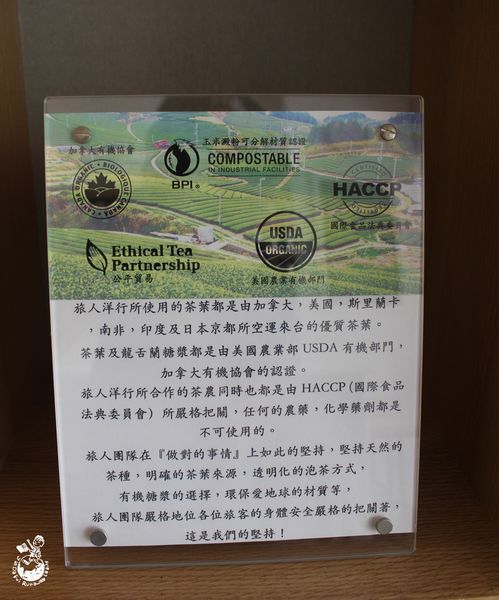 加拿大有機協會
玉米澱粉可分解材質認證
COMPOSTABLE
IN INDUSTRIAL FACILITIES
BPI®
CANADA ORGANIC • BIOLOGIQUE CANADA
CERTIFIED
HACCP
CERTIFIED
國際食品法典委員會
USDA
ORGANIC
Ethical Tea
Partnership
公平貿易
美國農業有機部門
旅人洋行所使用的茶葉都是由加拿大，美國，斯里蘭卡
，南非，印度及日本京都所空運來台的優質茶葉。
茶葉及龍舌蘭糖漿都是由美國農業部 USDA 有機部門，
加拿大有機協會的認證。
旅人洋行所合作的茶農同時也都是由 HACCP (國際食品
法典委員會) 所嚴格把關，任何的農藥，化學藥劑都是
不可使用的。
旅人團隊在『做對的事情』上如此的堅持，堅持天然的
茶種，明確的茶葉來源，透明化的泡茶方式，
有機糖漿的選擇，環保愛地球的材質等，
旅人團隊嚴格地位各位旅客的身體安全嚴格的把關著，
這是我們的堅持！